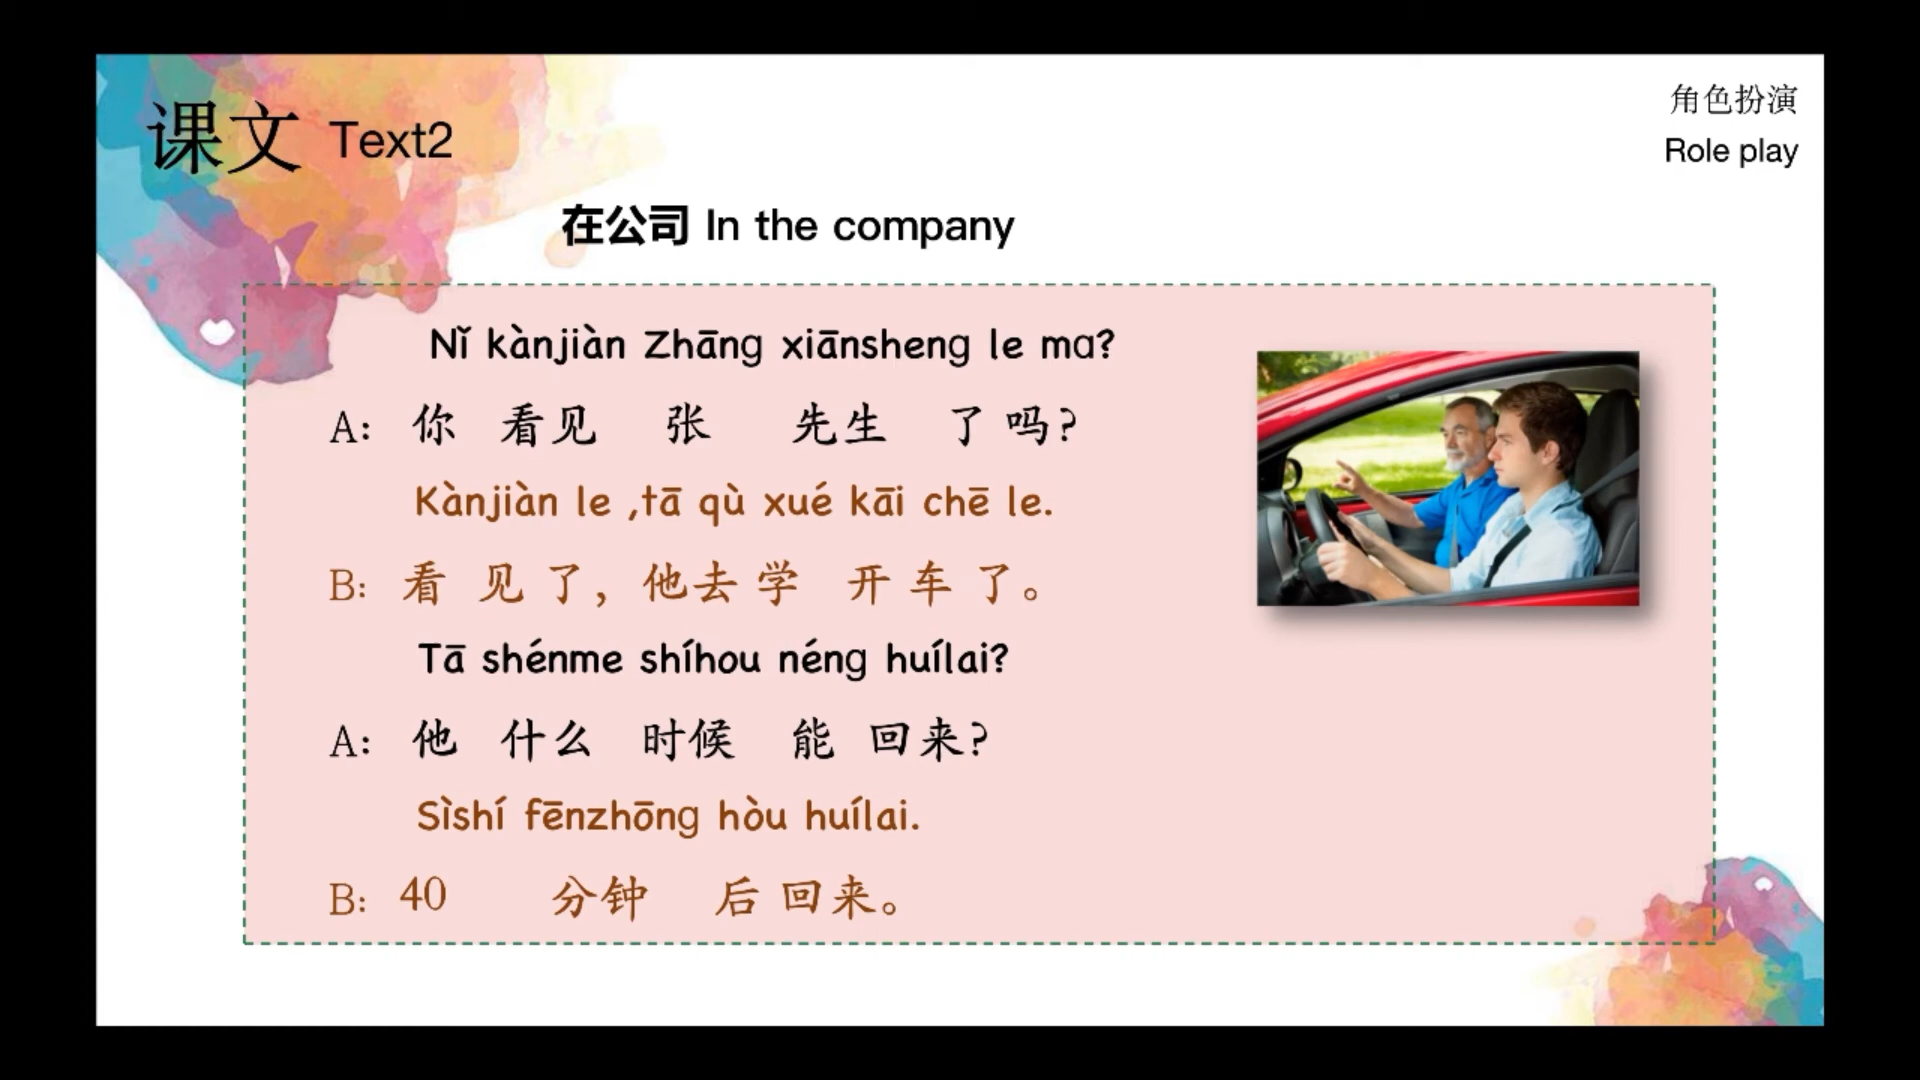 课文 Text2
角色扮演
Role play
在公司 In the company
Nǐ kànjiàn Zhāng xiānsheng le ma?
A: 你 看见 张 先生 了 吗?
Kànjiàn le ,tā qù xué kāi chē le.
B: 看 见 了, 他去 学 开 车 了。
Tā shénme shíhou néng huílai?
A: 他 什么 时候 能 回来?
Sìshí fēnzhōng hòu huílai.
B: 40 分钟 后 回来。